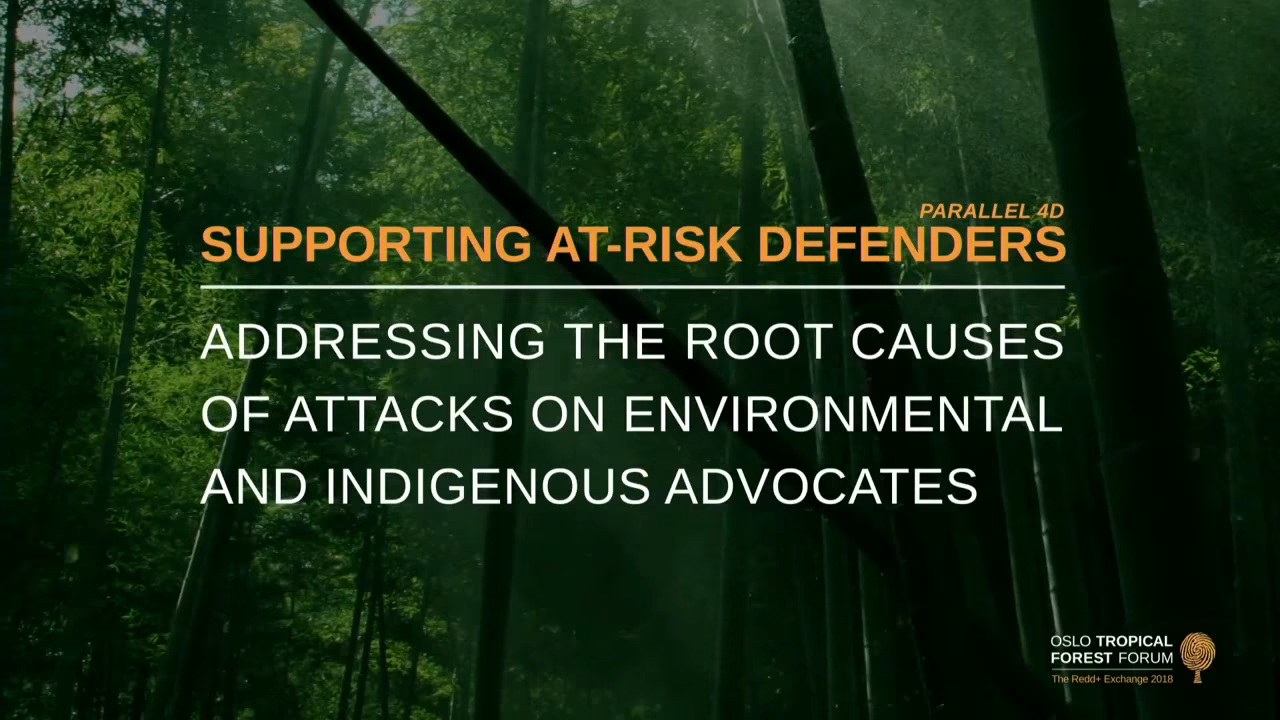 PARALLEL 4D
SUPPORTING AT-RISK DEFENDERS
ADDRESSING THE ROOT CAUSES
OF ATTACKS ON ENVIRONMENTAL
AND INDIGENOUS ADVOCATES
OSLO TROPICAL
FOREST FORUM
The Redd+ Exchange 2018